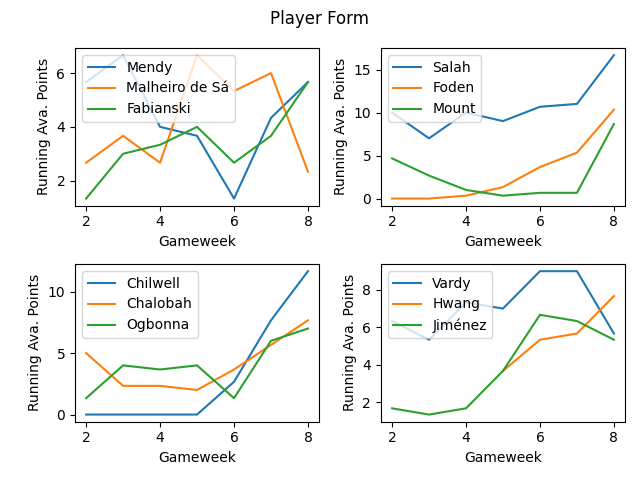 Player Form
Mendy
Malheiro de Sá
Fabianski
6
4
2
Running Ava. Points
2 4 6 8
Gameweek
Salah
Foden
Mount
15
10
5
0
Running Ava. Points
2 4 6 8
Gameweek
Chilwell
Chalobah
Ogbonna
10
5
0
Running Ava. Points
2 4 6 8
Gameweek
Vardy
Hwang
Jiménez
8
6
4
2
Running Ava. Points
2 4 6 8
Gameweek